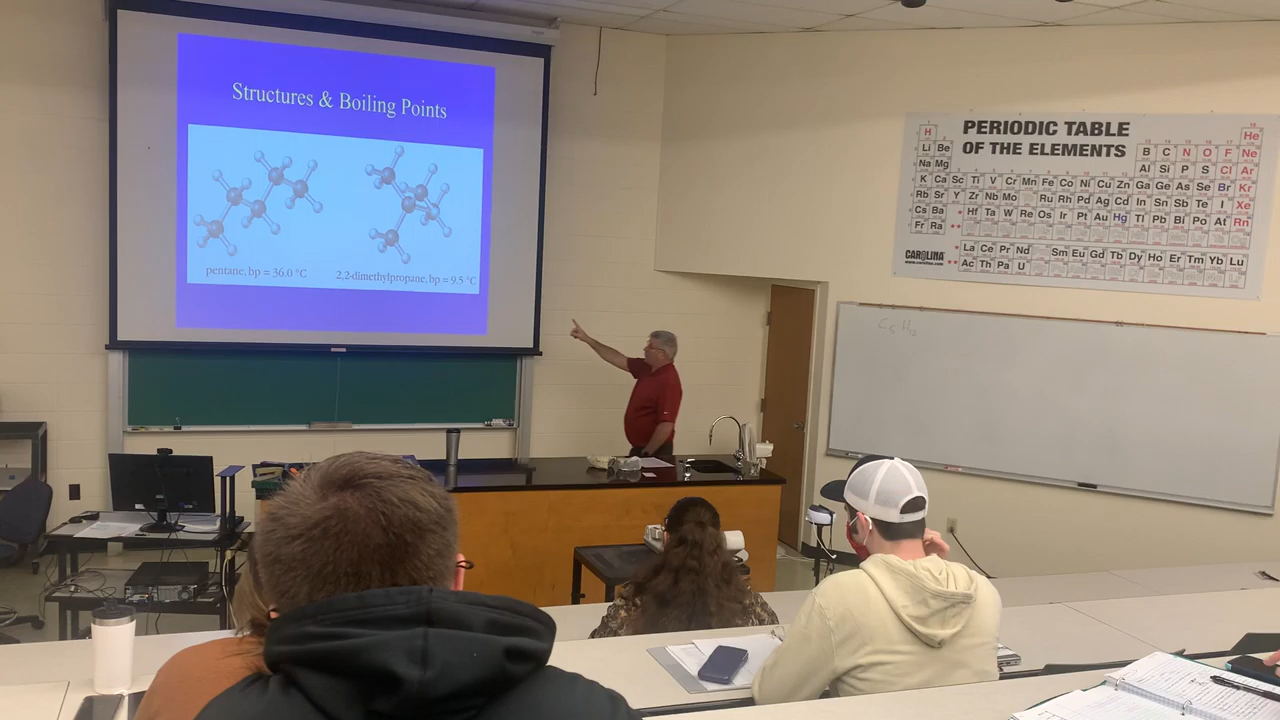 Structures & Boiling Points
pentane, bp = 36.0 °C
2,2-dimethylpropane, bp = 9.5 °C
PERIODIC TABLE
OF THE ELEMENTS
H He
Li Be B C N O F Ne
Na Mg Al Si P S Cl Ar
K Ca Sc Ti V Cr Mn Fe Co Ni Cu Zn Ga Ge As Se Br Kr
Rb Sr Y Zr Nb Mo Ru Rh Pd Ag Cd In Sn Sb Te I Xe
Cs Ba Hf Ta W Re Os Ir Pt Au Hg Tl Pb Bi Po At Rn
Fr Ra
La Ce Pr Nd Sm Eu Gd Tb Dy Ho Er Tm Yb Lu
Ac Th Pa U
CAROLINA
www.carolina.com
C5 H12